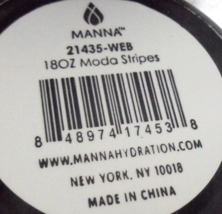 MANNA™
21435-WEB
18OZ Moda Stripes
8 48974 17453 8
WWW.MANNAHYDRATION.COM
NEW YORK, NY 10018
MADE IN CHINA